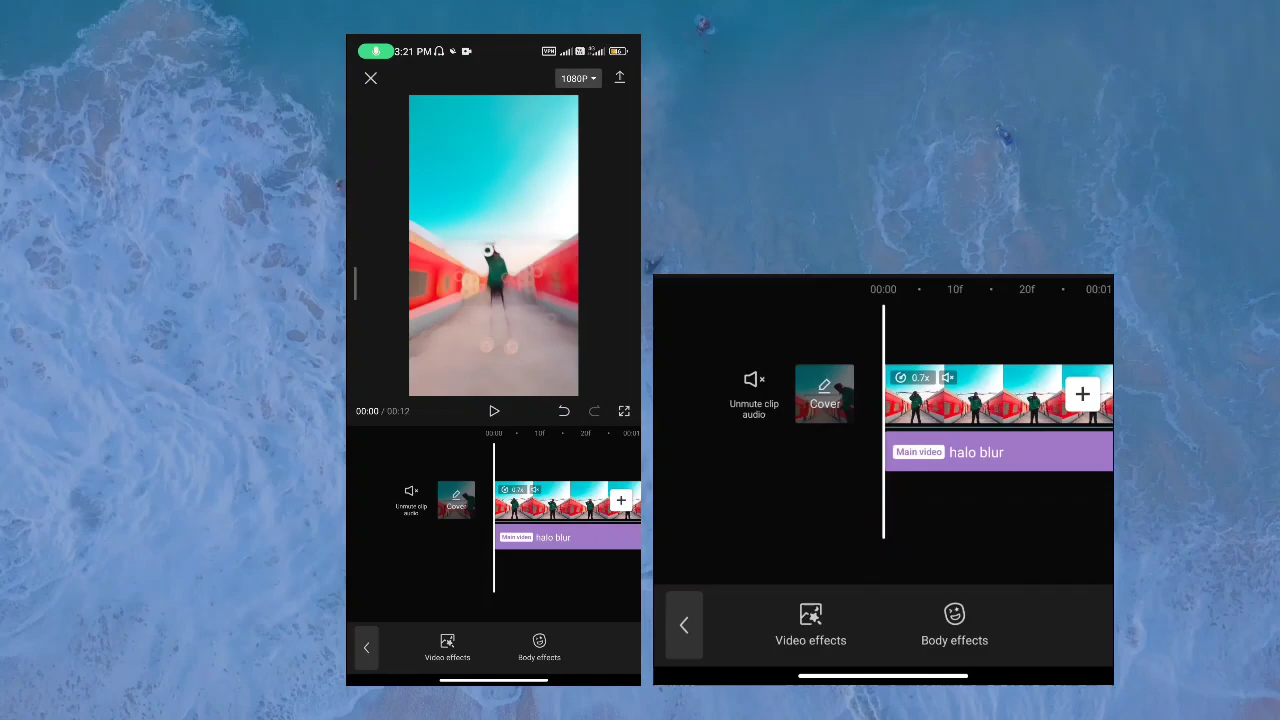 3:21 PM
VPN
1080P
00:00 / 00:12
00:00 10f 20f 00:01
Unmute clip
audio
Cover
0.7x
Main video halo blur
Video effects
Body effects
00:00 10f 20f 00:01
Unmute clip
audio
Cover
0.7x
Main video halo blur
Video effects
Body effects